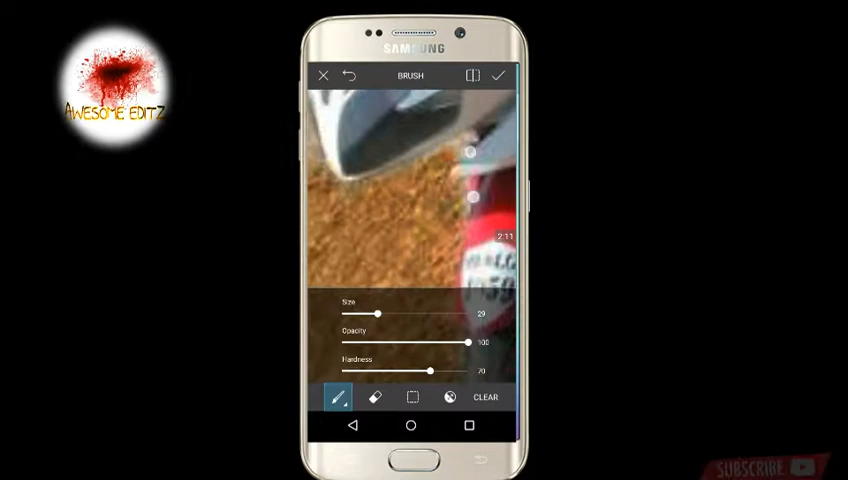 SAMSUNG
BRUSH
AWESOME EDITZ
2:11
Size
29
Opacity
100
Hardness
70
CLEAR
SUBSCRIBE